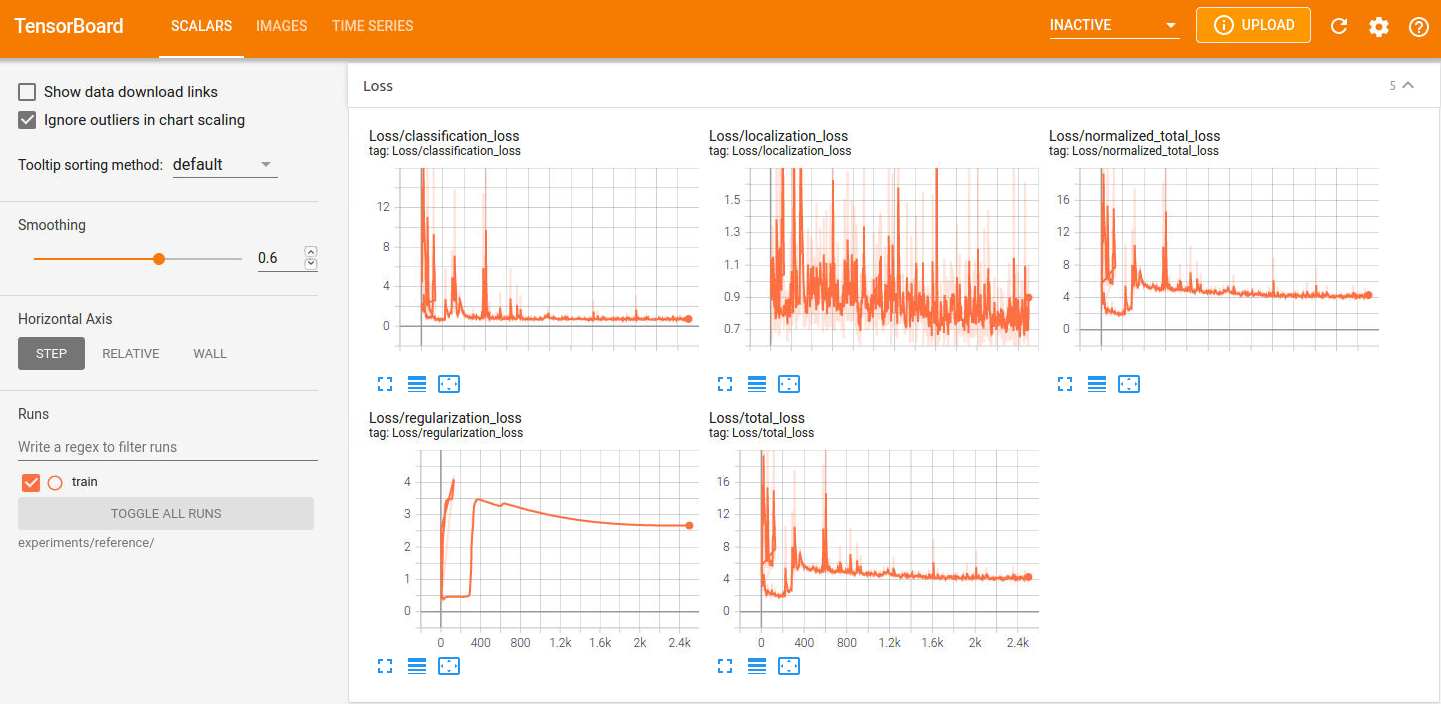 TensorBoard SCALARS IMAGES TIME SERIES INACTIVE UPLOAD
Show data download links
Ignore outliers in chart scaling
Tooltip sorting method: default
Smoothing
0.6
Horizontal Axis
STEP RELATIVE WALL
Runs
Write a regex to filter runs
train
TOGGLE ALL RUNS
experiments/reference/
Loss 5
Loss/classification_loss
tag: Loss/classification_loss
12
8
4
0
Loss/localization_loss
tag: Loss/localization_loss
1.5
1.3
1.1
0.9
0.7
Loss/normalized_total_loss
tag: Loss/normalized_total_loss
16
12
8
4
0
Loss/regularization_loss
tag: Loss/regularization_loss
4
3
2
1
0
0 400 800 1.2k 1.6k 2k 2.4k
Loss/total_loss
tag: Loss/total_loss
16
12
8
4
0
0 400 800 1.2k 1.6k 2k 2.4k